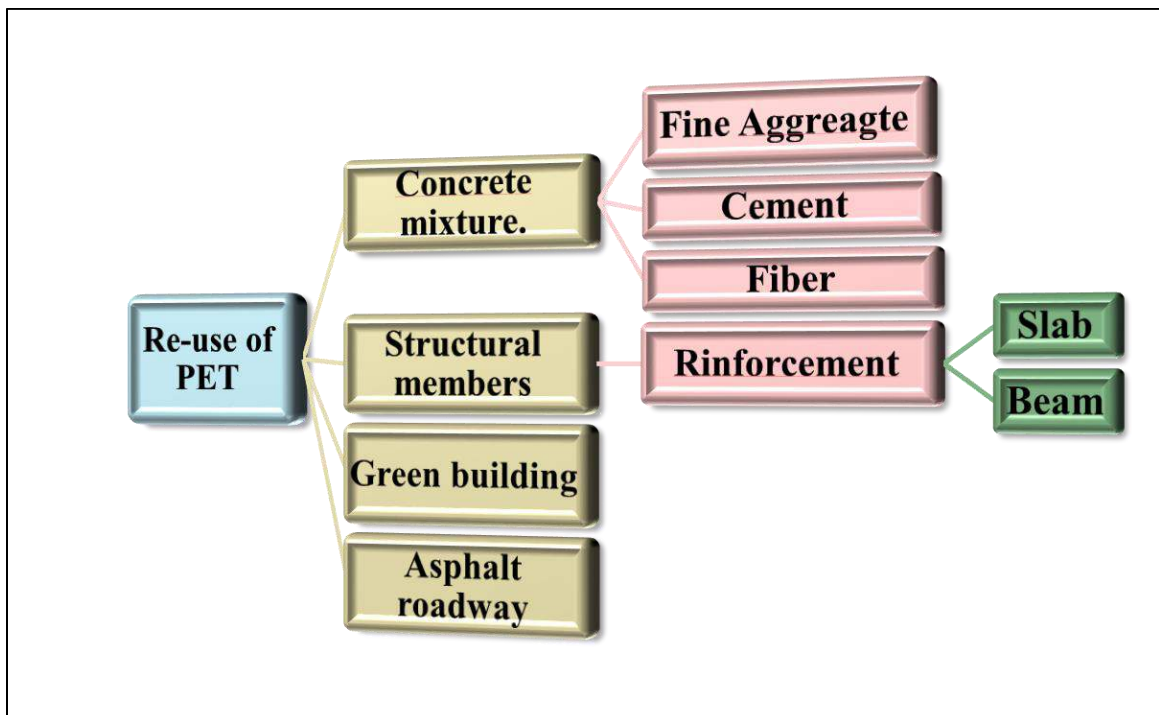 Re-use of
PET
Concrete
mixture.
Structural
members
Green building
Asphalt
roadway
Fine Aggreagte
Cement
Fiber
Rinforcement
Slab
Beam